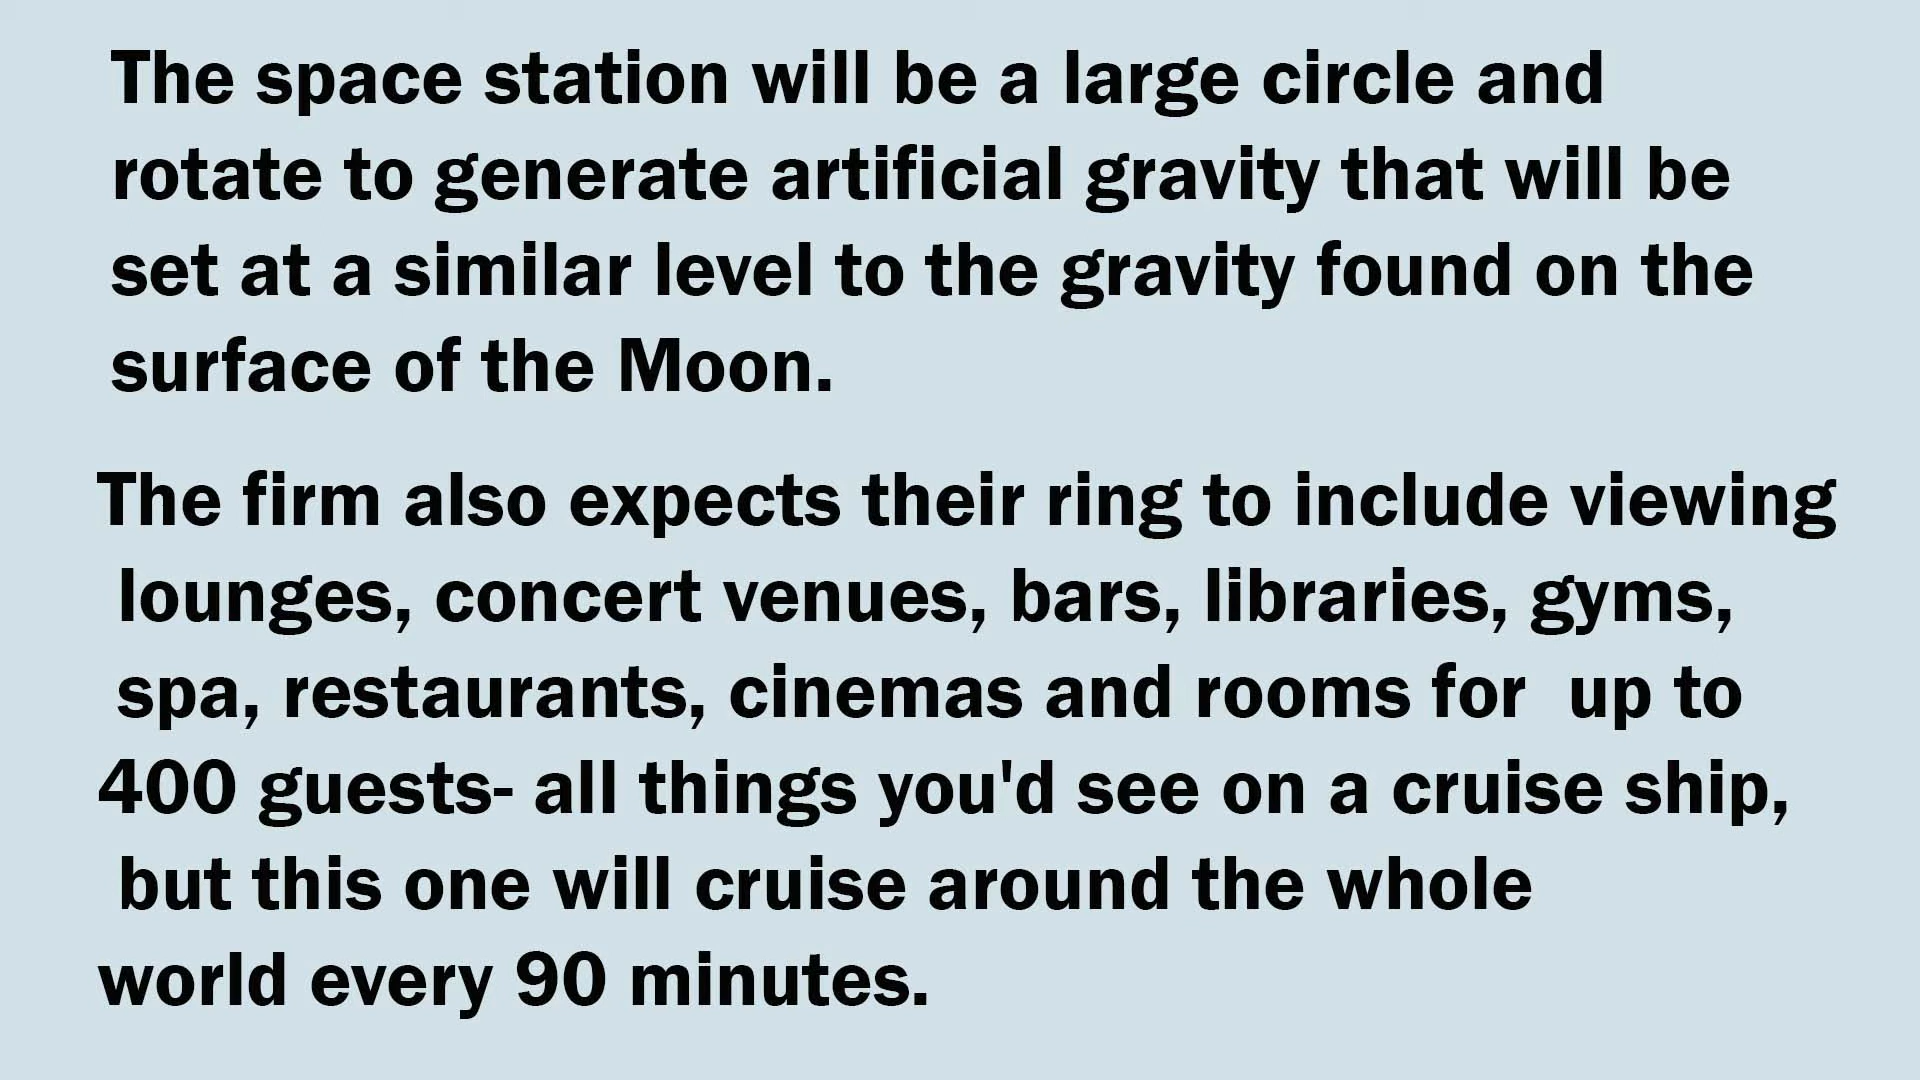 The space station will be a large circle and
rotate to generate artificial gravity that will be
set at a similar level to the gravity found on the
surface of the Moon.
The firm also expects their ring to include viewing
lounges, concert venues, bars, libraries, gyms,
spa, restaurants, cinemas and rooms for  up to
400 guests- all things you'd see on a cruise ship,
but this one will cruise around the whole
world every 90 minutes.